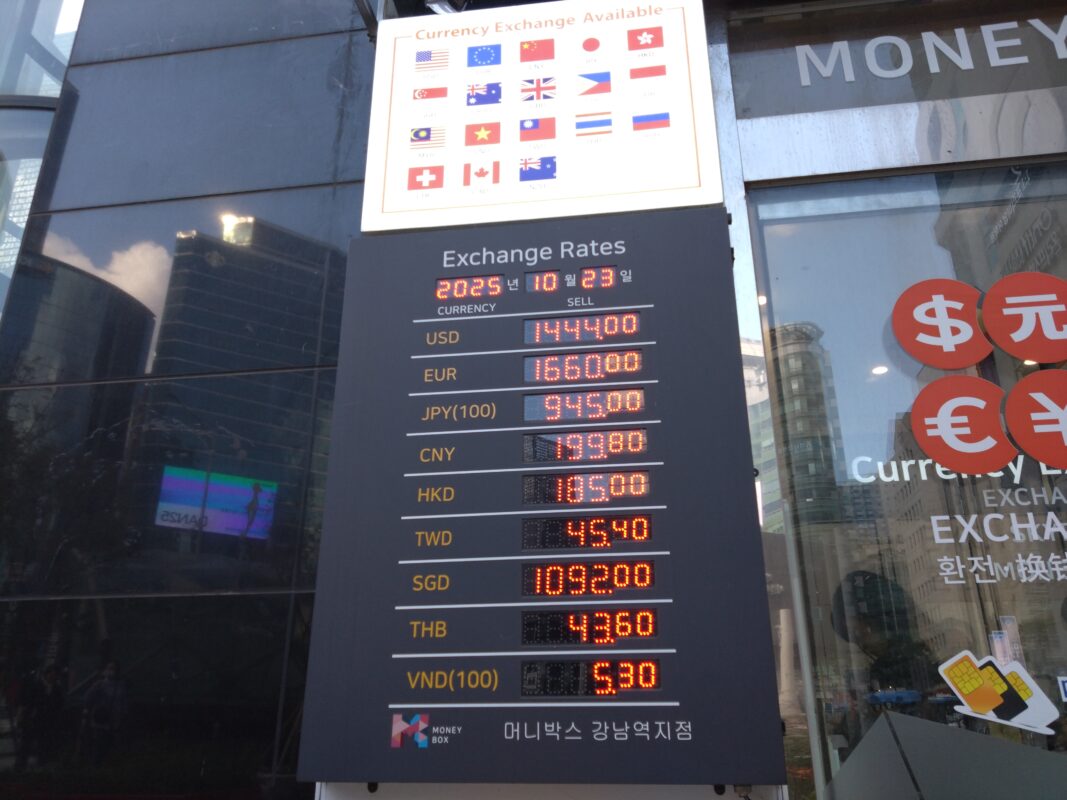 Currency Exchange Available
MONEY
Exchange Rates
2025 년 10 월 23 일
CURRENCY SELL
USD 1444.00
EUR 1660.00
JPY(100) 945.00
CNY 199.80
HKD 185.00
TWD 45.40
SGD 1092.00
THB 43.60
VND(100) 5.30
MONEY
BOX
머니박스 강남역지점
$ 元
€ ¥
Currency
EXCHA
EXCHA
환전 换钱